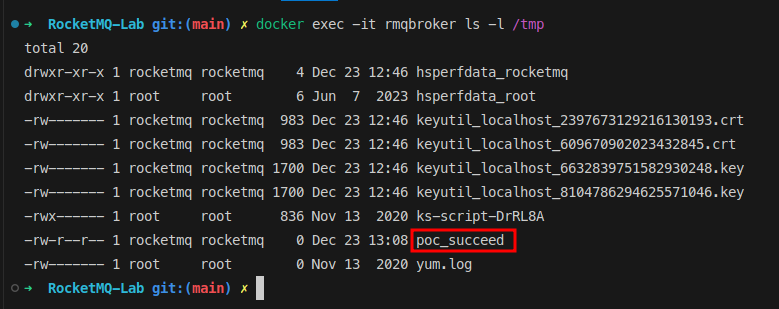 ➜ RocketMQ-Lab git:(main) ✗ docker exec -it rmqbroker ls -l /tmp
total 20
drwxr-xr-x 1 rocketmq rocketmq    4 Dec 23 12:46 hsperfdata_rocketmq
drwxr-xr-x 1 root     root        6 Jun  7  2023 hsperfdata_root
-rw------- 1 rocketmq rocketmq  983 Dec 23 12:46 keyutil_localhost_2397673129216130193.crt
-rw------- 1 rocketmq rocketmq  983 Dec 23 12:46 keyutil_localhost_609670902023432845.crt
-rw------- 1 rocketmq rocketmq 1700 Dec 23 12:46 keyutil_localhost_6632839751582930248.key
-rw------- 1 rocketmq rocketmq 1700 Dec 23 12:46 keyutil_localhost_8104786294625571046.key
-rwx------ 1 root     root      836 Nov 13  2020 ks-script-DrRL8A
-rw-r--r-- 1 rocketmq rocketmq    0 Dec 23 13:08 poc_succeed
-rw------- 1 root     root        0 Nov 13  2020 yum.log
➜ RocketMQ-Lab git:(main) ✗